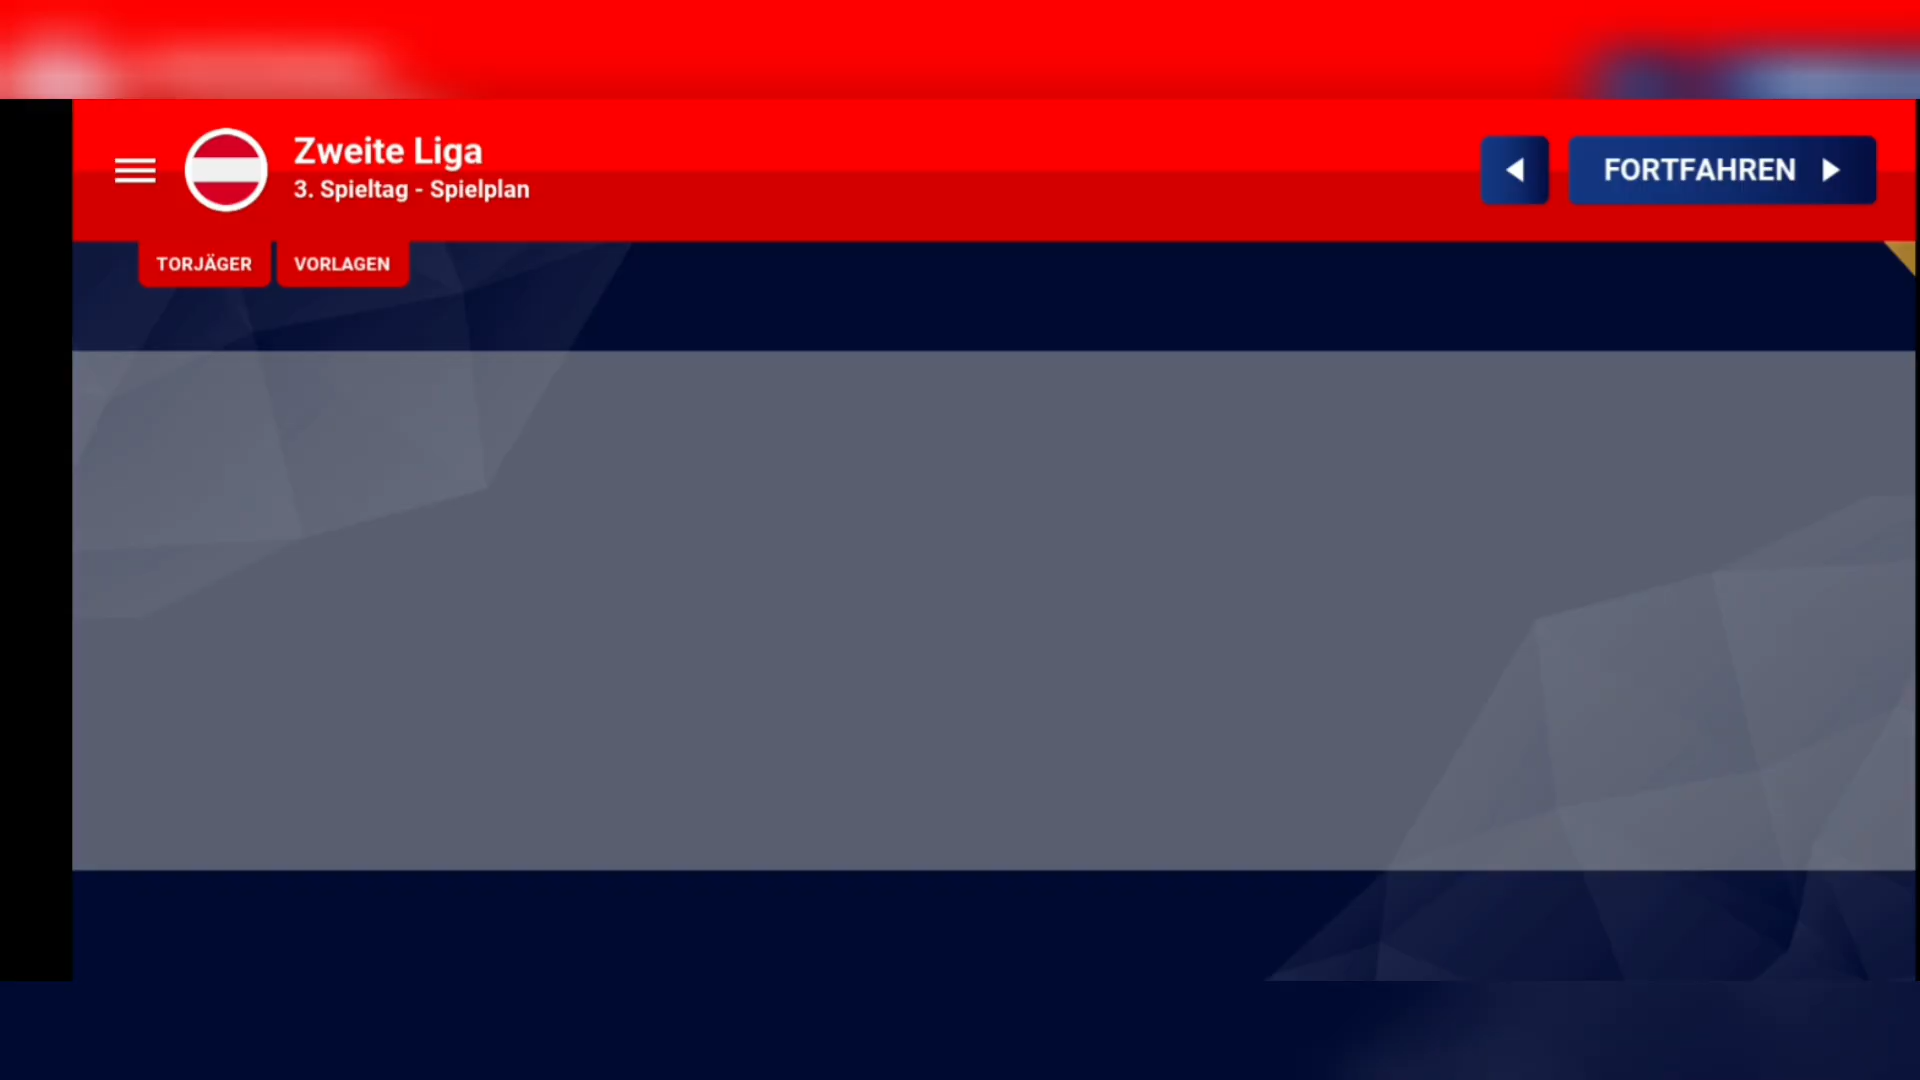 Zweite Liga
3. Spieltag - Spielplan
FORTFAHREN
TORJÄGER
VORLAGEN